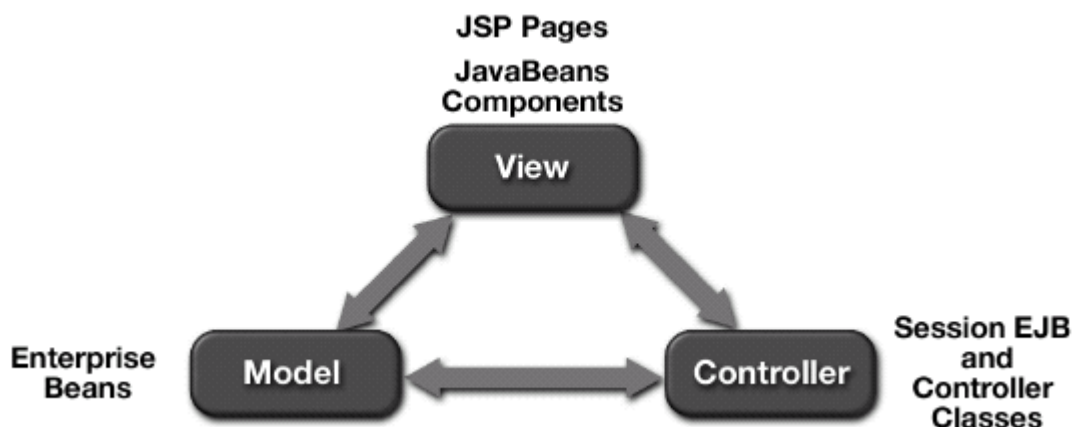 JSP Pages
JavaBeans
Components
View
Enterprise
Beans
Model
Controller
Session EJB
and
Controller
Classes